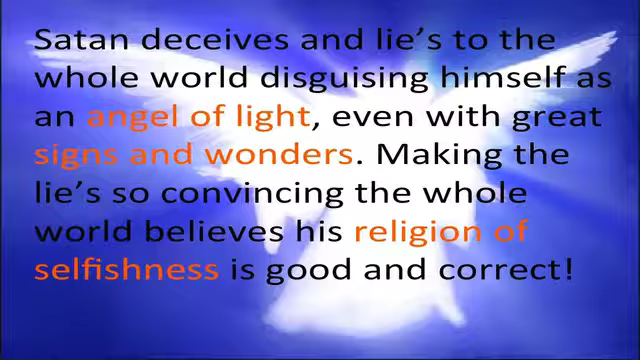 Satan deceives and lie’s to the
whole world disguising himself as
an angel of light, even with great
signs and wonders. Making the
lie’s so convincing the whole
world believes his religion of
selfishness is good and correct!